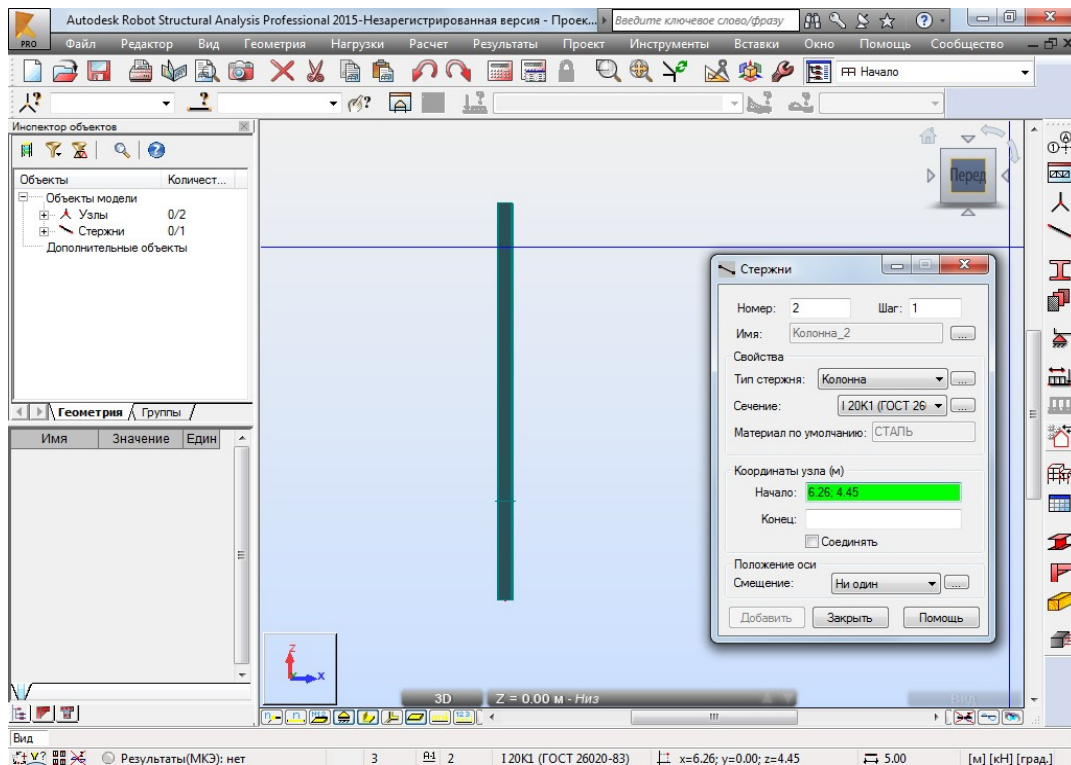 Autodesk Robot Structural Analysis Professional 2015-Незарегистрированная версия - Проек... Введите ключевое слово/фразу
PRO Файл Редактор Вид Геометрия Нагрузки Расчет Результаты Проект Инструменты Вставки Окно Помощь Сообщество
Начало
Инспектор объектов
Объекты Количест...
Объекты модели
Узлы 0/2
Стержни 0/1
Дополнительные объекты
Геометрия Группы
Имя Значение Един
Перед
Стержни
Номер: 2 Шаг: 1
Имя: Колонна_2 ...
Свойства
Тип стержня: Колонна ...
Сечение: I 20К1 (ГОСТ 26 ...
Материал по умолчанию: СТАЛЬ
Координаты узла (м)
Начало: 6.26; 4.45
Конец:
Соединять
Положение оси
Смещение: Ни один ...
Добавить Закрыть Помощь
z
x
3D Z = 0.00 м - Низ Вид
Вид
Результаты(МКЭ): нет 3 2 I 20К1 (ГОСТ 26020-83) x=6.26; y=0.00; z=4.45 5.00 [м] [кН] [град.]